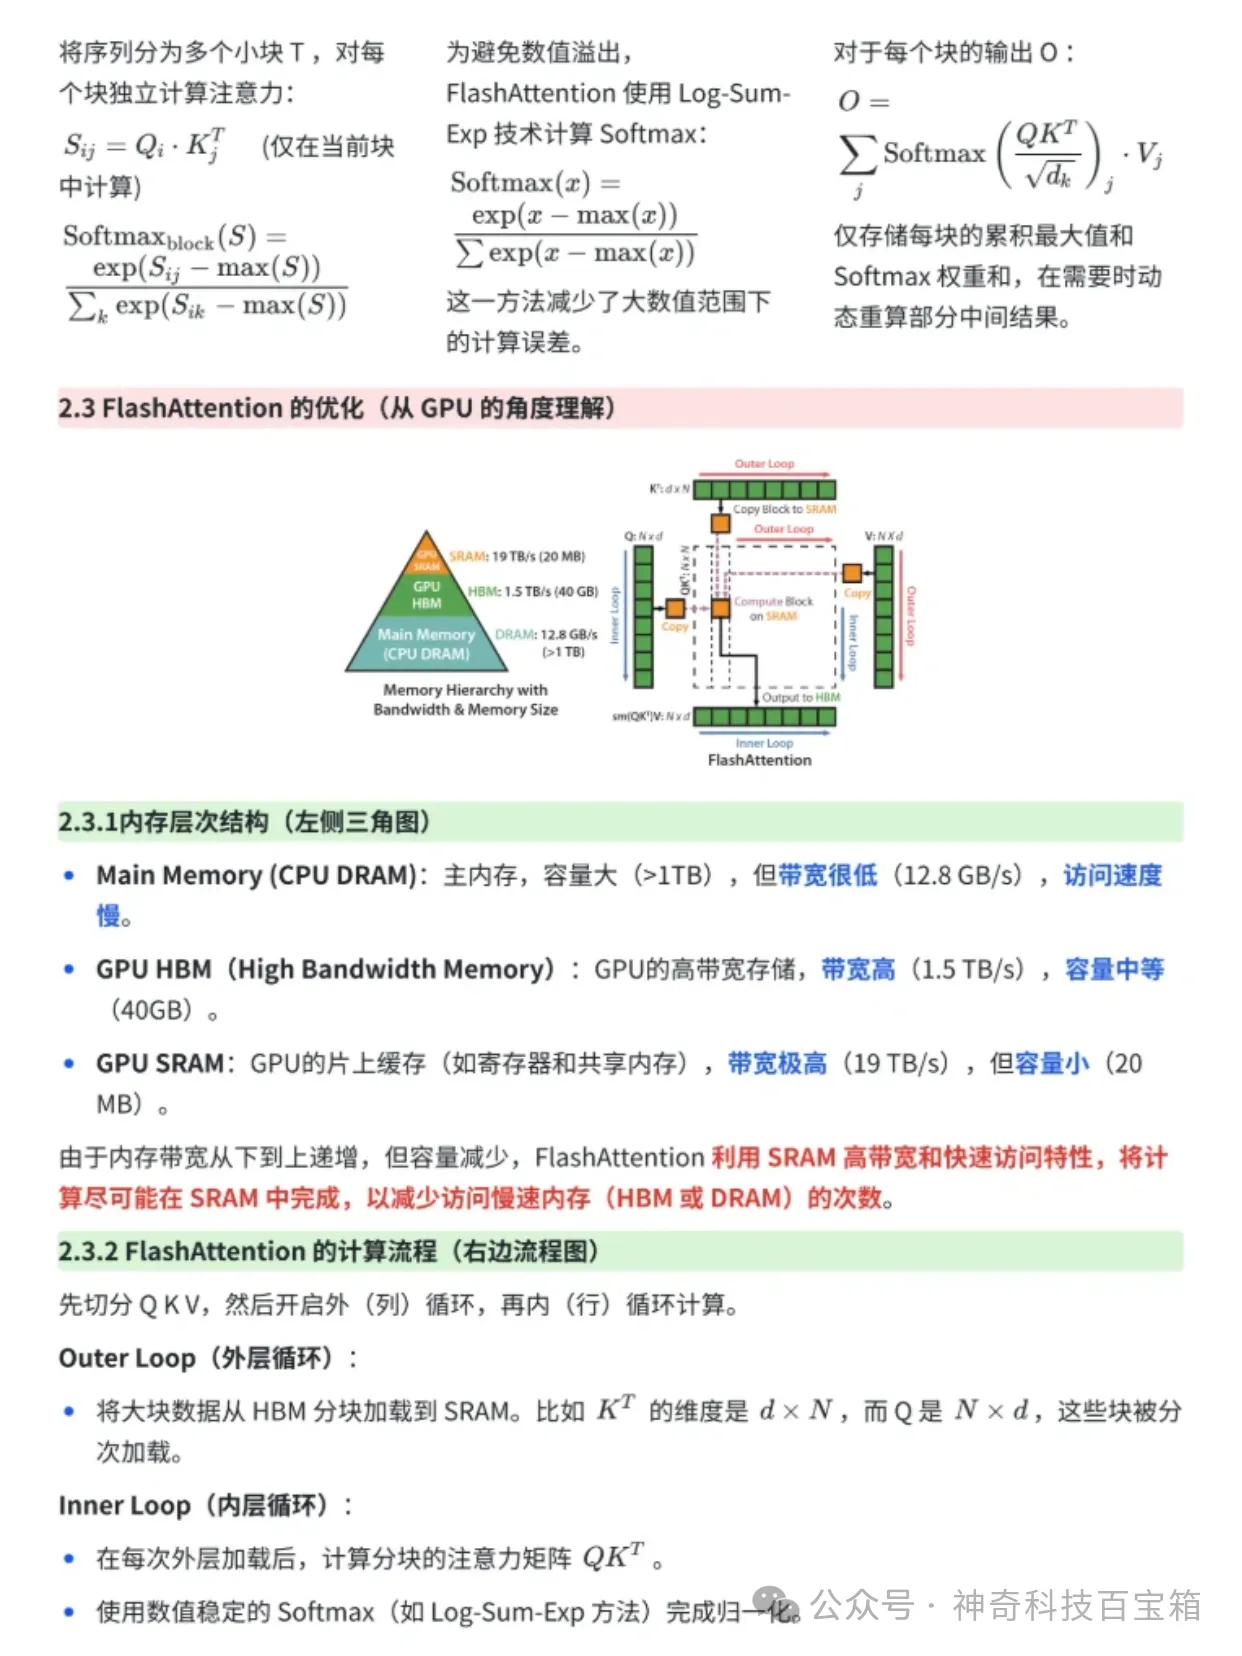 将序列分为多个小块 T ，对每
个块独立计算注意力：
S_{ij} = Q_i · K_j^T （仅在当前块
中计算)
Softmax_{block}(S) =
exp(S_{ij} − max(S))
∑_k exp(S_{ik} − max(S))
为避免数值溢出，
FlashAttention 使用 Log-Sum-
Exp 技术计算 Softmax：
Softmax(x) =
exp(x − max(x))
∑ exp(x − max(x))
这一方法减少了大数值范围下
的计算误差。
对于每个块的输出 O ：
O =
∑_j Softmax (QK^T / √d_k)_j · V_j
仅存储每块的累积最大值和
Softmax 权重和，在需要时动
态重算部分中间结果。
2.3 FlashAttention 的优化（从 GPU 的角度理解）
GPU
SRAM
SRAM: 19 TB/s (20 MB)
GPU
HBM
HBM: 1.5 TB/s (40 GB)
Main Memory
(CPU DRAM)
DRAM: 12.8 GB/s
(>1 TB)
Memory Hierarchy with
Bandwidth & Memory Size
Outer Loop
K^T: d x N
Copy Block to SRAM
Outer Loop
Q: N x d
V: N X d
QK^T: N x N
Copy
Compute Block
on SRAM
Copy
Inner Loop
Inner Loop
Outer Loop
Output to HBM
sm(QK^T)V: N x d
Inner Loop
FlashAttention
2.3.1内存层次结构（左侧三角图）
• Main Memory (CPU DRAM)：主内存，容量大（>1TB），但带宽很低（12.8 GB/s），访问速度
慢。
• GPU HBM（High Bandwidth Memory）：GPU的高带宽存储，带宽高（1.5 TB/s），容量中等
（40GB）。
• GPU SRAM：GPU的片上缓存（如寄存器和共享内存），带宽极高（19 TB/s），但容量小（20
MB）。
由于内存带宽从下到上递增，但容量减少，FlashAttention 利用 SRAM 高带宽和快速访问特性，将计
算尽可能在 SRAM 中完成，以减少访问慢速内存（HBM 或 DRAM）的次数。
2.3.2 FlashAttention 的计算流程（右边流程图）
先切分 Q K V，然后开启外（列）循环，再内（行）循环计算。
Outer Loop（外层循环）：
• 将大块数据从 HBM 分块加载到 SRAM。比如 K^T 的维度是 d × N ，而 Q 是 N × d，这些块被分
次加载。
Inner Loop（内层循环）：
• 在每次外层加载后，计算分块的注意力矩阵 QK^T 。
• 使用数值稳定的 Softmax（如 Log-Sum-Exp 方法）完成归一化。
公众号 · 神奇科技百宝箱